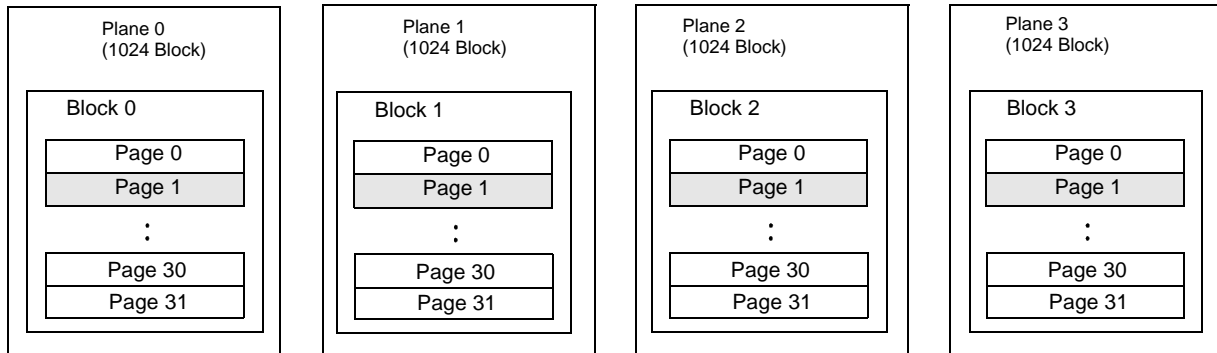 Plane 0
(1024 Block)
Block 0
Page 0
Page 1
:
Page 30
Page 31
Plane 1
(1024 Block)
Block 1
Page 0
Page 1
:
Page 30
Page 31
Plane 2
(1024 Block)
Block 2
Page 0
Page 1
:
Page 30
Page 31
Plane 3
(1024 Block)
Block 3
Page 0
Page 1
:
Page 30
Page 31